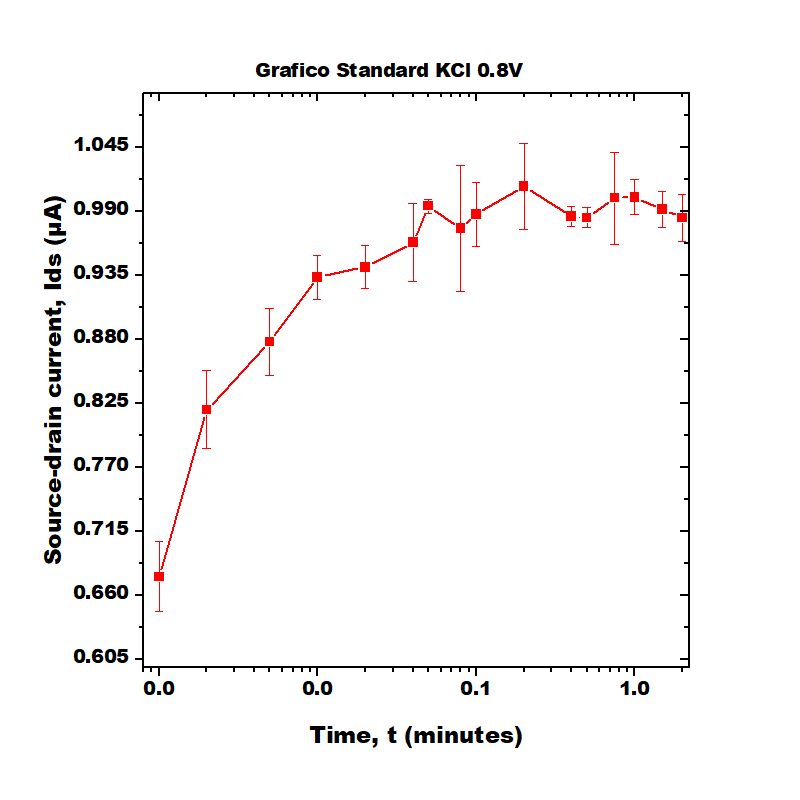 Grafico Standard KCl 0.8V
1.045
0.990
0.935
0.880
0.825
0.770
0.715
0.660
0.605
Source-drain current, Ids (µA)
0.0 0.0 0.1 1.0
Time, t (minutes)